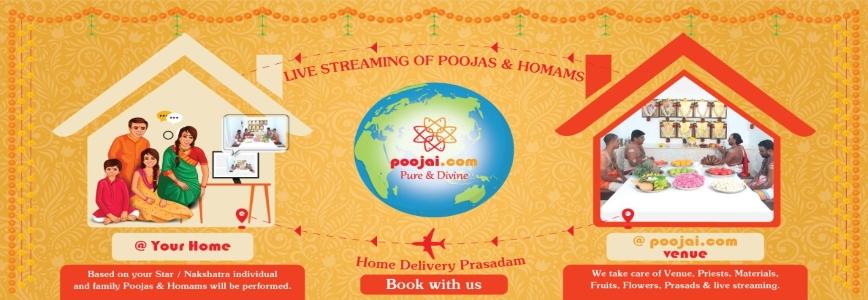 LIVE STREAMING OF POOJAS & HOMAMS
poojai.com
Pure & Divine
@ Your Home
Based on your Star / Nakshatra individual
and family Poojas & Homams will be performed.
Home Delivery Prasadam
Book with us
@ poojai.com
venue
We take care of Venue, Priests, Materials,
Fruits, Flowers, Prasads & live streaming.